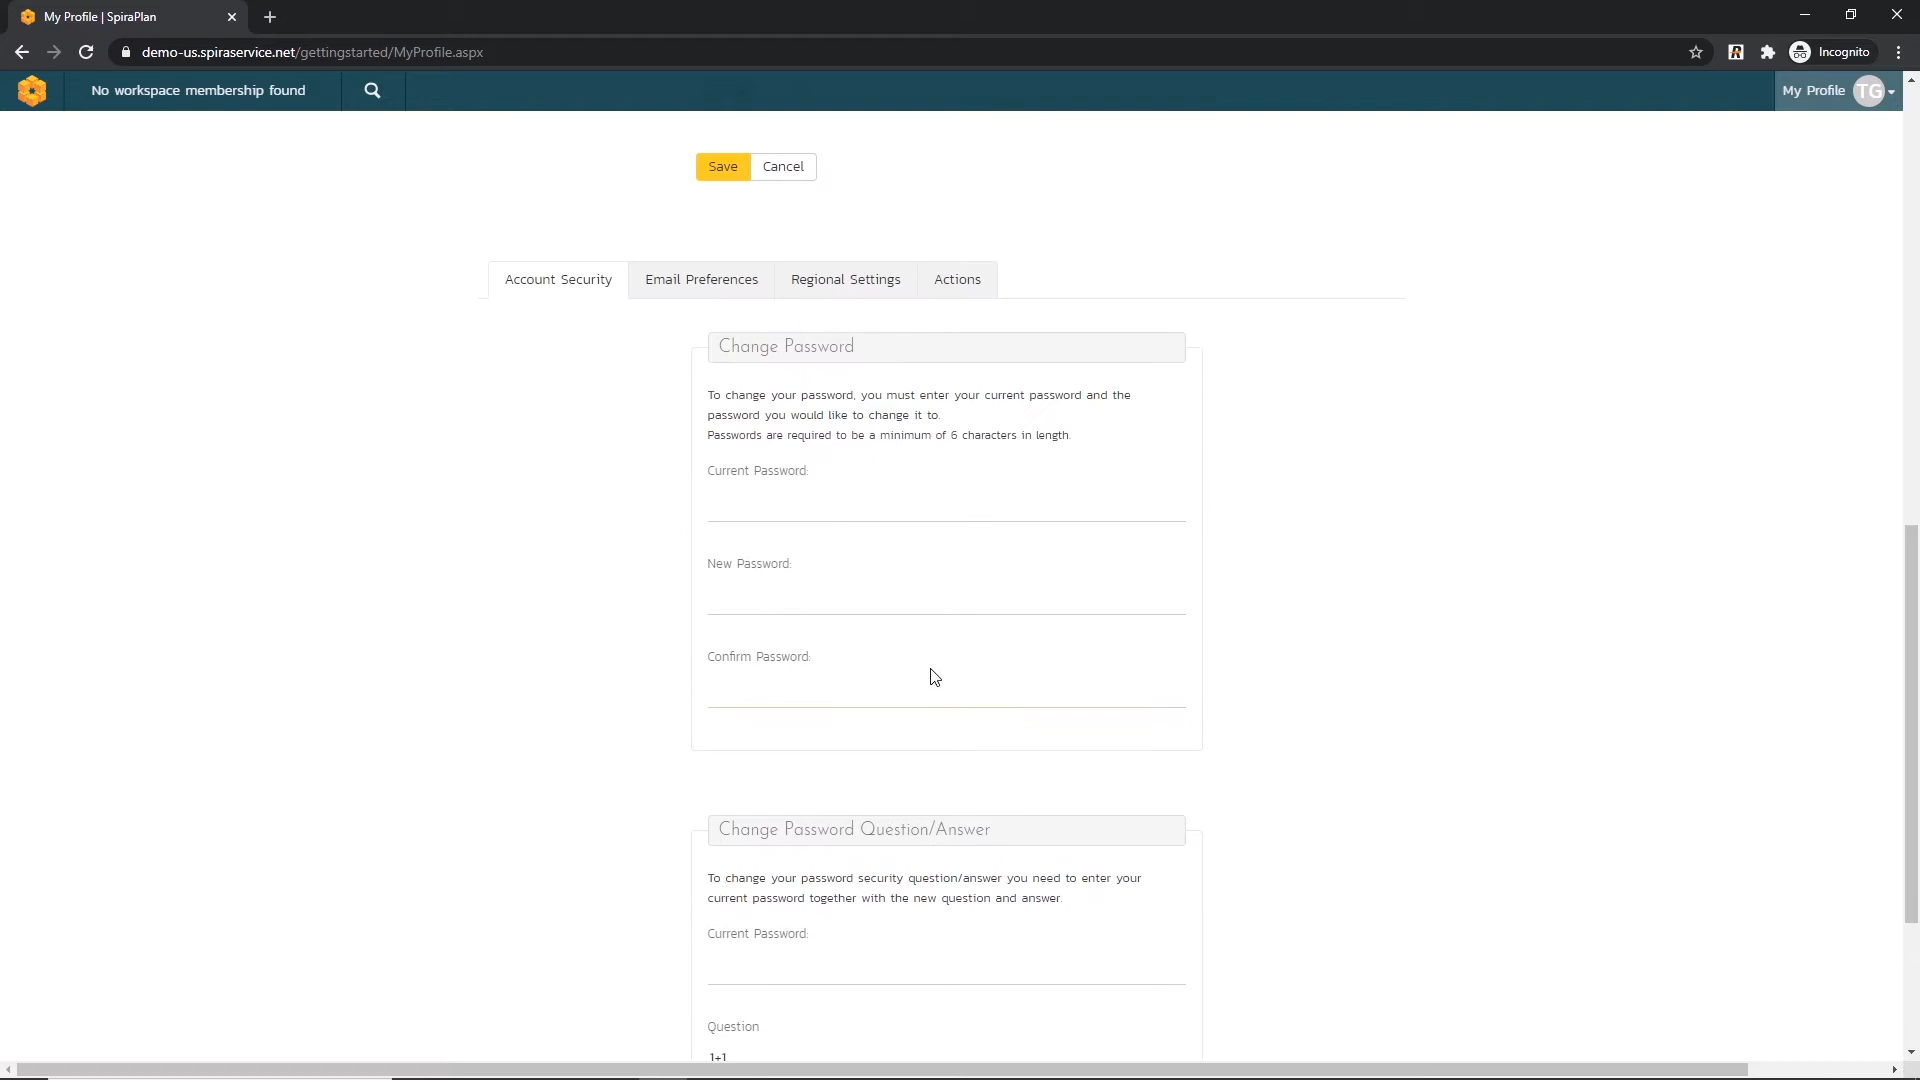 My Profile | SpiraPlan
demo-us.spiraservice.net/gettingstarted/MyProfile.aspx
Incognito
No workspace membership found
My Profile TG
Save Cancel
Account Security Email Preferences Regional Settings Actions
Change Password
To change your password, you must enter your current password and the
password you would like to change it to.
Passwords are required to be a minimum of 6 characters in length.
Current Password:
New Password:
Confirm Password:
Change Password Question/Answer
To change your password security question/answer you need to enter your
current password together with the new question and answer.
Current Password:
Question
1+1